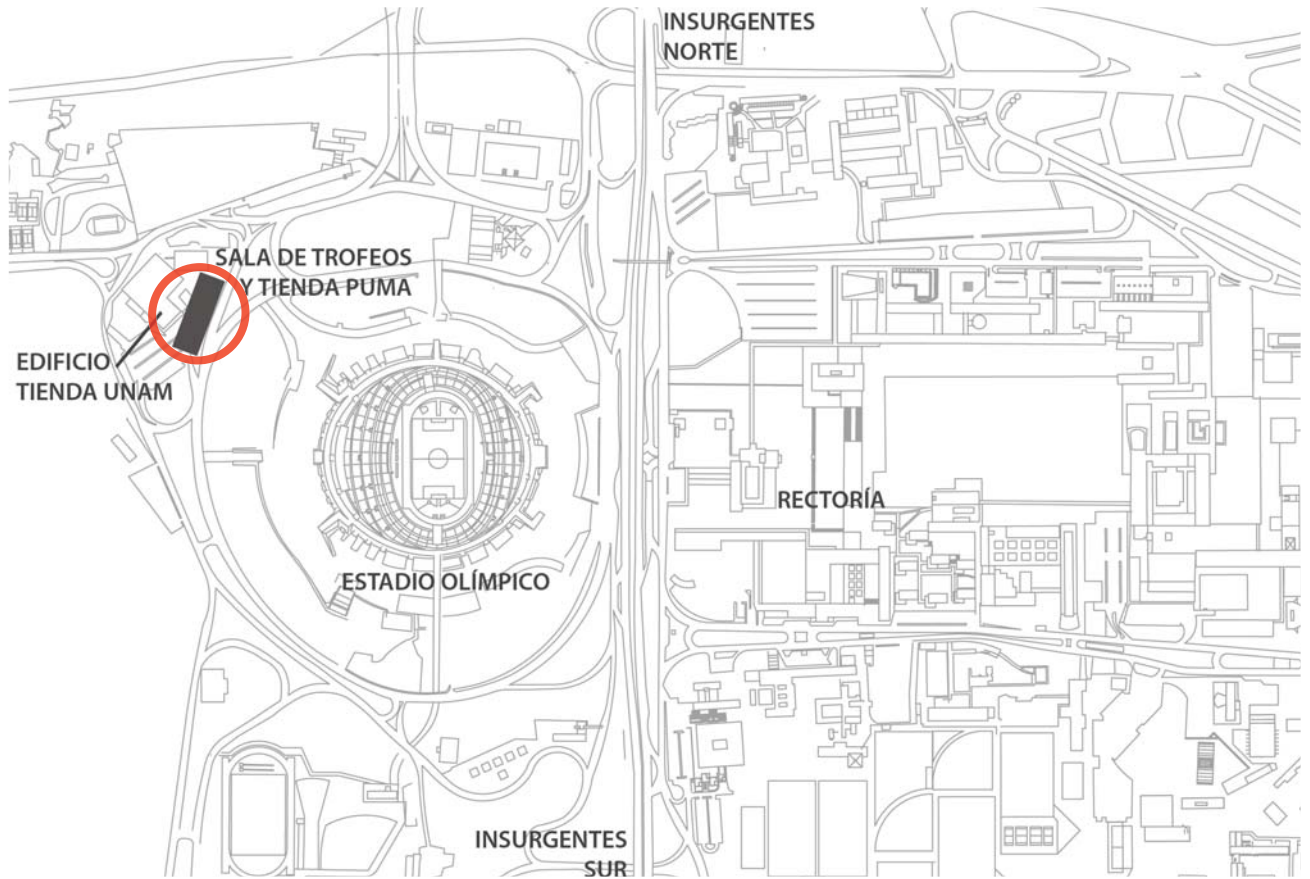 INSURGENTES
NORTE
SALA DE TROFEOS
Y TIENDA PUMA
EDIFICIO
TIENDA UNAM
RECTORÍA
ESTADIO OLÍMPICO
INSURGENTES
SUR